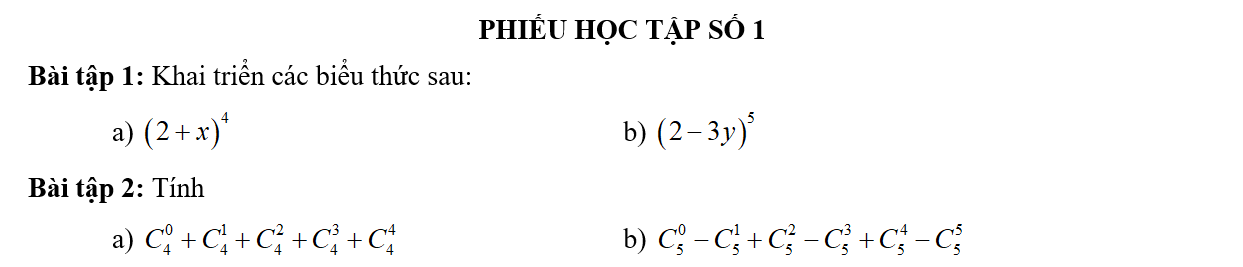 PHIẾU HỌC TẬP SỐ 1
Bài tập 1: Khai triển các biểu thức sau:
a) (2 + x)^4 b) (2 − 3y)^5
Bài tập 2: Tính
a) C_4^0 + C_4^1 + C_4^2 + C_4^3 + C_4^4 b) C_5^0 − C_5^1 + C_5^2 − C_5^3 + C_5^4 − C_5^5